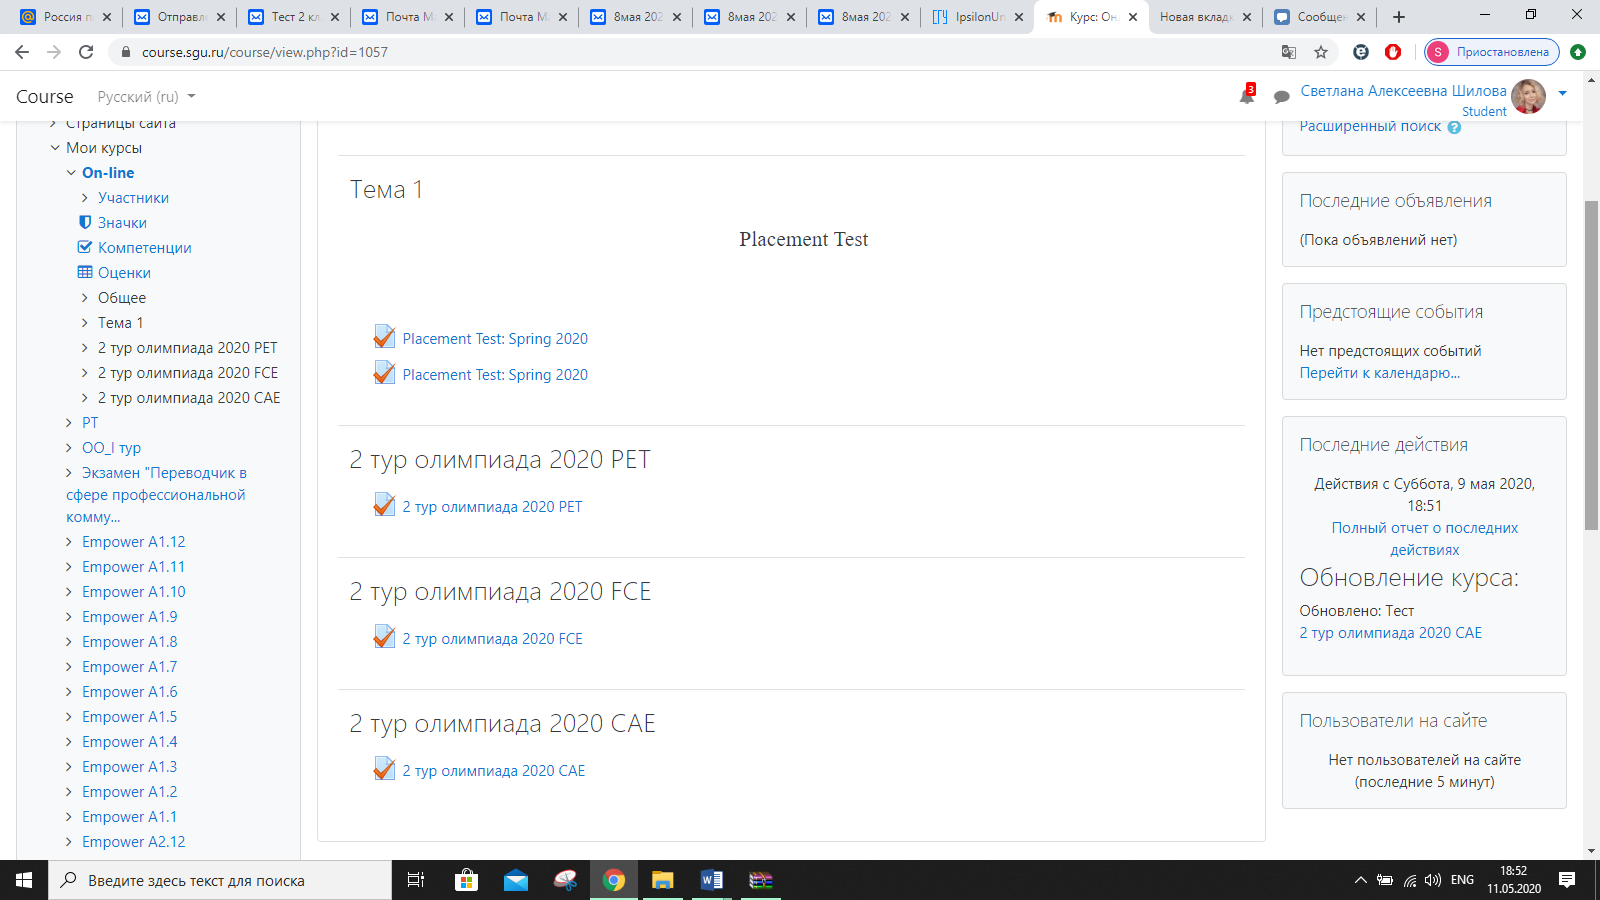 Россия п
Отправле
Тест 2 кл
Почта Ma
Почта Ma
8мая 202
8мая 202
8мая 202
IpsilonUn
Курс: Он
Новая вкладк
Сообщен
course.sgu.ru/course/view.php?id=1057
S Приостановлена
Course Русский (ru)
3
Светлана Алексеевна Шилова
Student
Страницы сайта
Мои курсы
On-line
Участники
Значки
Компетенции
Оценки
Общее
Тема 1
2 тур олимпиада 2020 PET
2 тур олимпиада 2020 FCE
2 тур олимпиада 2020 CAE
PT
OO_I тур
Экзамен "Переводчик в
сфере профессиональной
комму...
Empower A1.12
Empower A1.11
Empower A1.10
Empower A1.9
Empower A1.8
Empower A1.7
Empower A1.6
Empower A1.5
Empower A1.4
Empower A1.3
Empower A1.2
Empower A1.1
Empower A2.12
Тема 1
Placement Test
Placement Test: Spring 2020
Placement Test: Spring 2020
2 тур олимпиада 2020 PET
2 тур олимпиада 2020 PET
2 тур олимпиада 2020 FCE
2 тур олимпиада 2020 FCE
2 тур олимпиада 2020 CAE
2 тур олимпиада 2020 CAE
Расширенный поиск
Последние объявления
(Пока объявлений нет)
Предстоящие события
Нет предстоящих событий
Перейти к календарю...
Последние действия
Действия с Суббота, 9 мая 2020,
18:51
Полный отчет о последних
действиях
Обновление курса:
Обновлено: Тест
2 тур олимпиада 2020 CAE
Пользователи на сайте
Нет пользователей на сайте
(последние 5 минут)
Введите здесь текст для поиска
ENG
18:52
11.05.2020